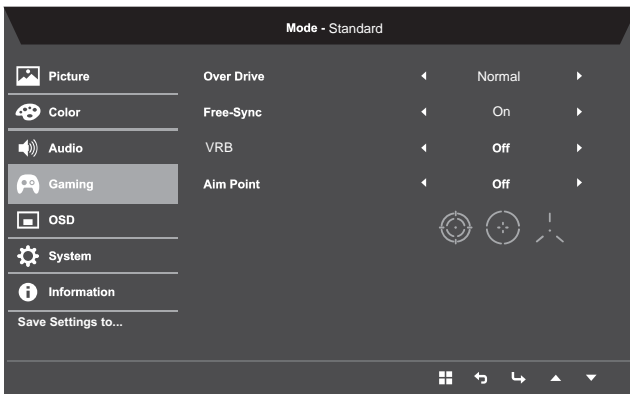 Mode - Standard
Picture
Over Drive Normal
Color
Free-Sync On
Audio
VRB Off
Gaming
Aim Point Off
OSD
System
Information
Save Settings to...